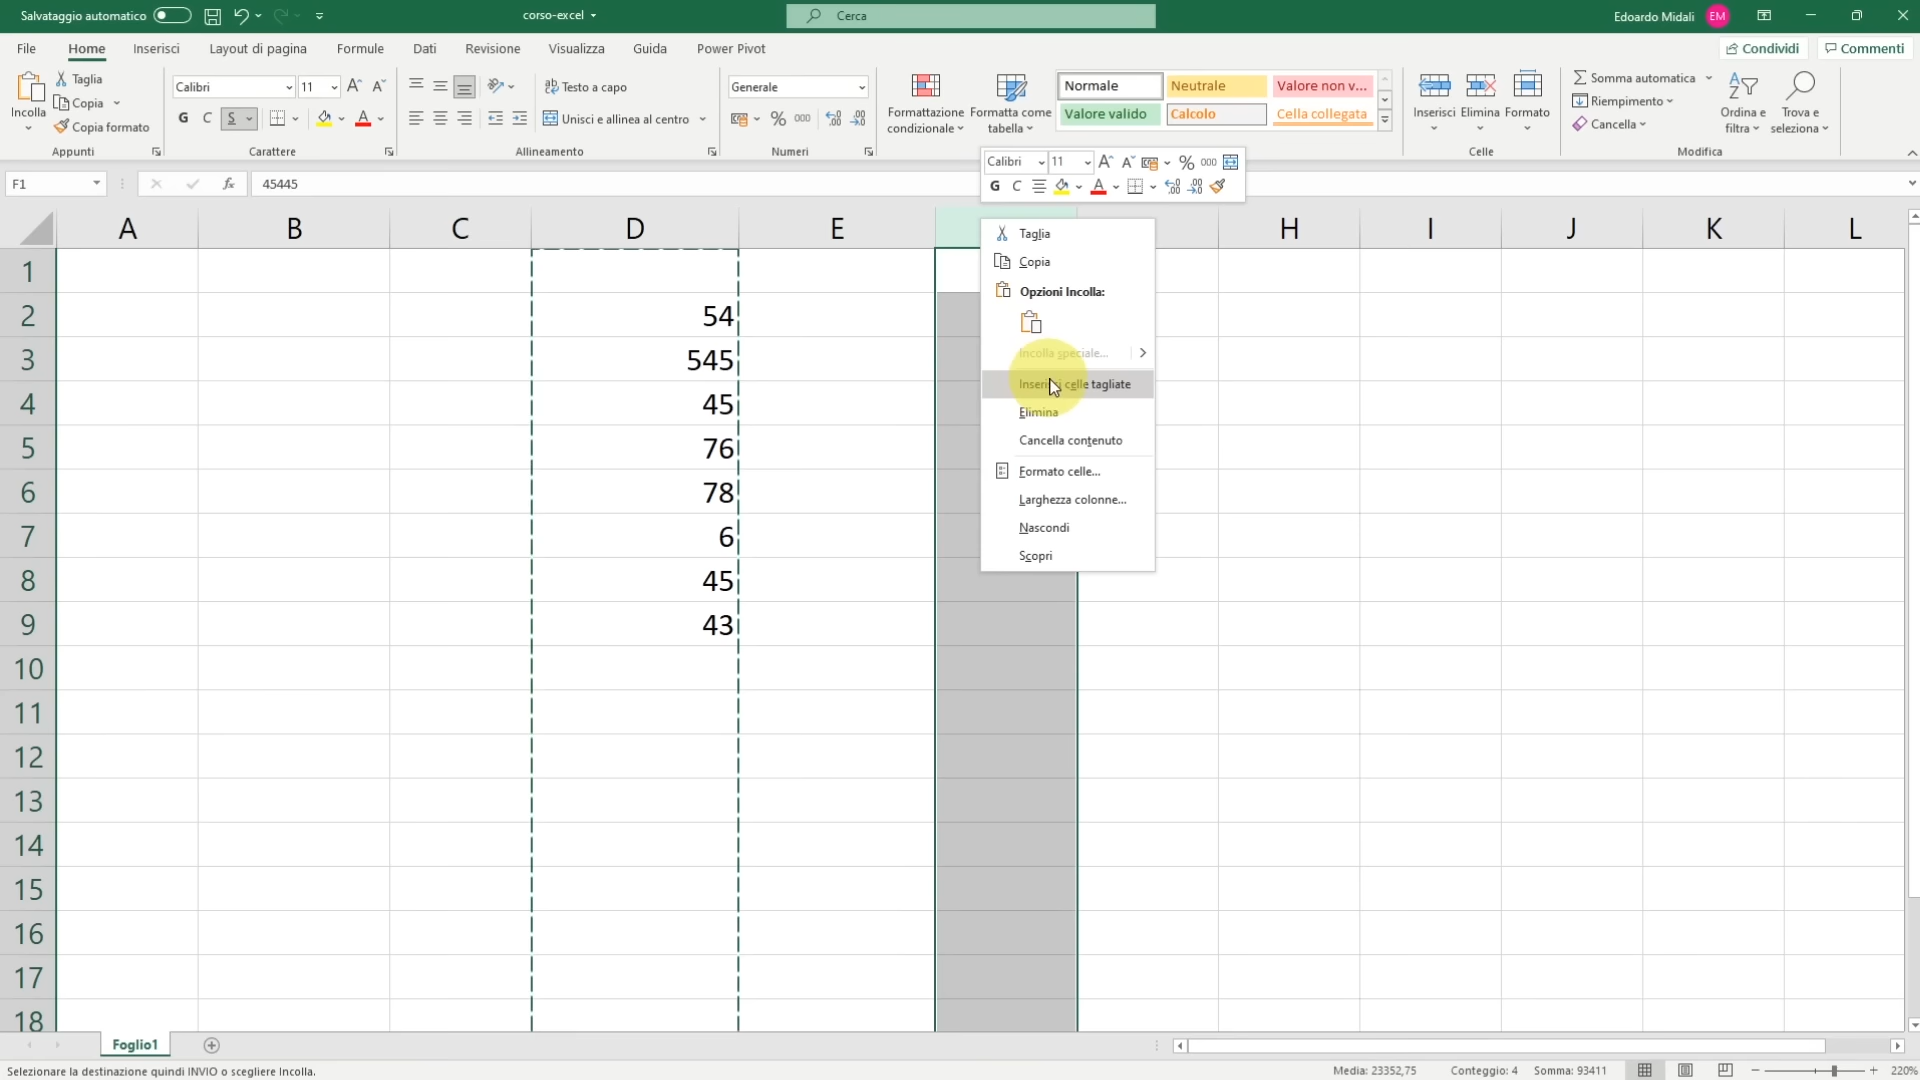 Salvataggio automatico
corso-excel
Cerca
Edoardo Midali
EM
File
Home
Inserisci
Layout di pagina
Formule
Dati
Revisione
Visualizza
Guida
Power Pivot
Condividi
Commenti
Incolla
Taglia
Copia
Copia formato
Appunti
Calibri
11
G C S
Carattere
Testo a capo
Unisci e allinea al centro
Allineamento
Generale
% 000
Numeri
Formattazione condizionale
Formatta come tabella
Normale
Neutrale
Valore non v...
Valore valido
Calcolo
Cella collegata
Inserisci
Elimina
Formato
Celle
Somma automatica
Riempimento
Cancella
Ordina e filtra
Trova e seleziona
Modifica
Calibri
11
% 000
G C
F1
fx
45445
A B C D E H I J K L
1
2 54
3 545
4 45
5 76
6 78
7 6
8 45
9 43
10
11
12
13
14
15
16
17
18
Taglia
Copia
Opzioni Incolla:
Incolla speciale...
Elimina
Cancella contenuto
Formato celle...
Larghezza colonne...
Nascondi
Scopri
Inserisci celle tagliate
Foglio1
Selezionare la destinazione quindi INVIO o scegliere Incolla.
Media: 23352,75
Conteggio: 4
Somma: 93411
220%